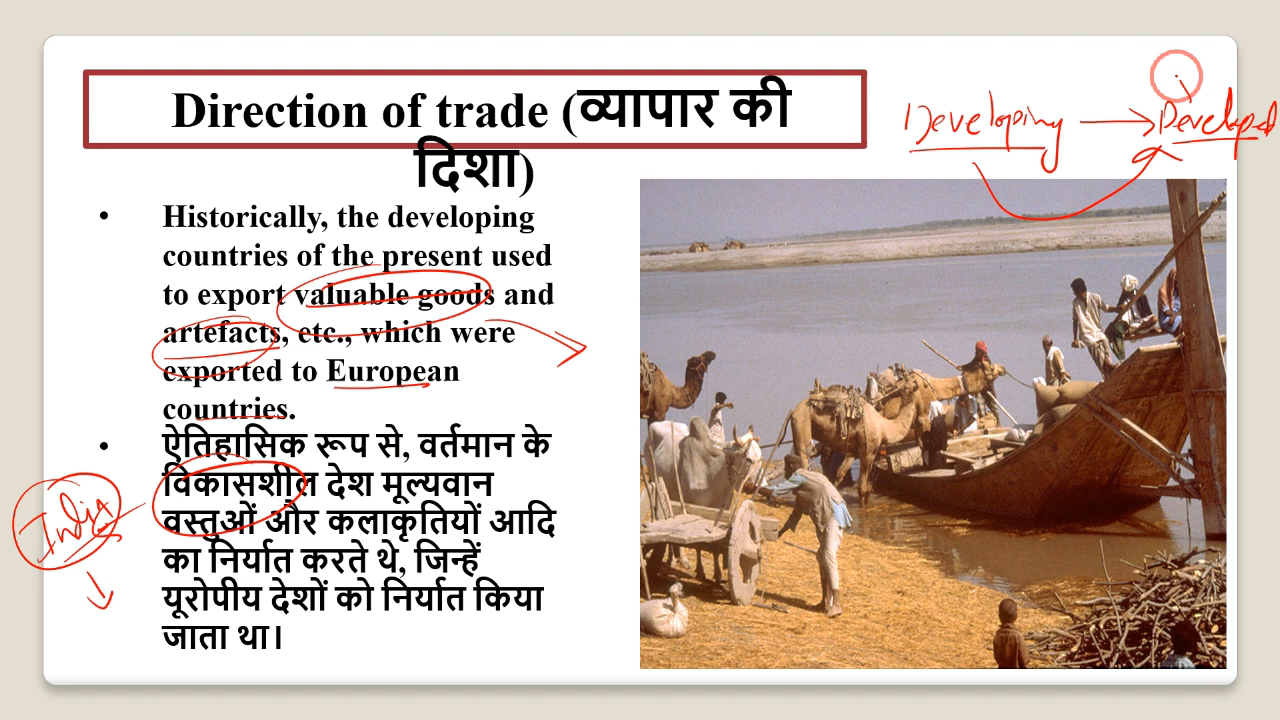 Direction of trade (व्यापार की
दिशा)
Developing → Developed
• Historically, the developing
countries of the present used
to export valuable goods and
artefacts, etc., which were
exported to European
countries.
• ऐतिहासिक रूप से, वर्तमान के
विकासशील देश मूल्यवान
वस्तुओं और कलाकृतियों आदि
का निर्यात करते थे, जिन्हें
यूरोपीय देशों को निर्यात किया
जाता था।
India